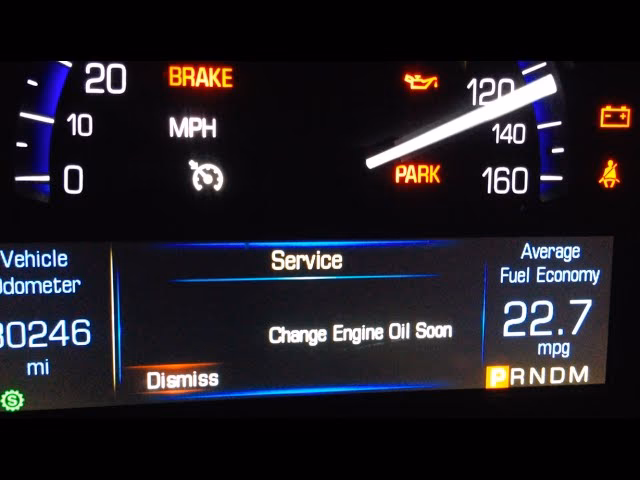 20
BRAKE
120
10
MPH
140
0
PARK
160
Vehicle
Odometer
80246
mi
Service
Change Engine Oil Soon
Dismiss
Average
Fuel Economy
22.7
mpg
PRNDM
S